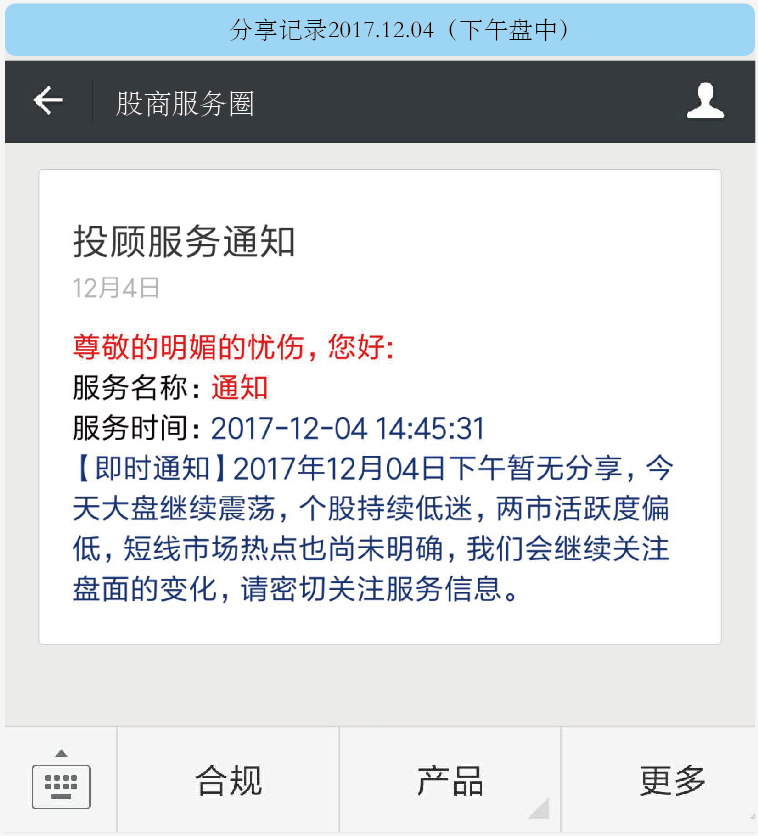 分享记录2017.12.04（下午盘中）
股商服务圈
投顾服务通知
12月4日
尊敬的明媚的忧伤，您好：
服务名称：通知
服务时间：2017-12-04 14:45:31
【即时通知】2017年12月04日下午暂无分享，今
天大盘继续震荡，个股持续低迷，两市活跃度偏
低，短线市场热点也尚未明确，我们会继续关注
盘面的变化，请密切关注服务信息。
合规
产品
更多